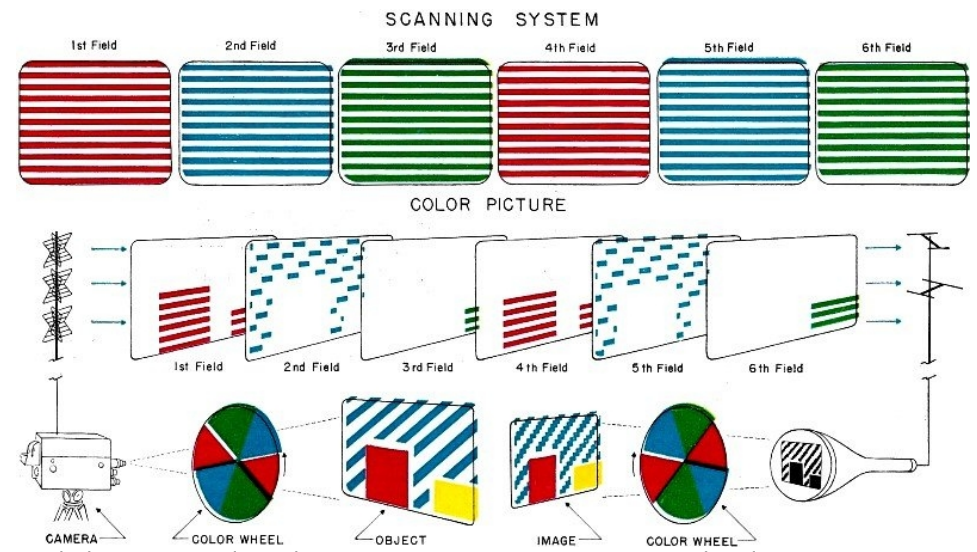 SCANNING SYSTEM
1st Field 2nd Field 3rd Field 4th Field 5th Field 6th Field
COLOR PICTURE
1st Field 2nd Field 3rd Field 4th Field 5th Field 6th Field
CAMERA COLOR WHEEL OBJECT IMAGE COLOR WHEEL